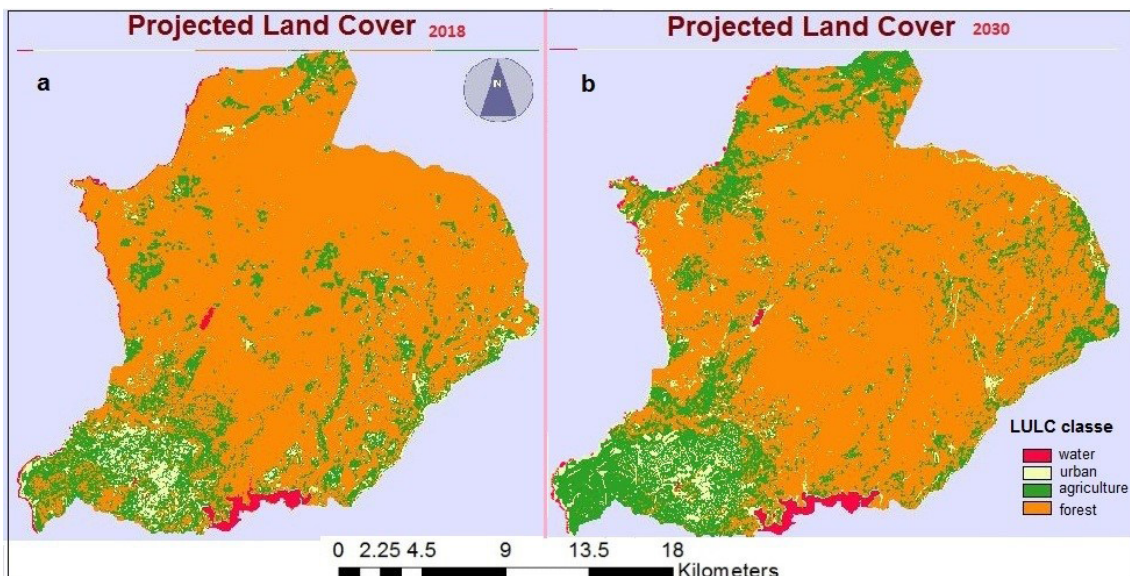 Projected Land Cover 2018
Projected Land Cover 2030
a
N
b
LULC classe
water
urban
agriculture
forest
0 2.25 4.5 9 13.5 18
Kilometers